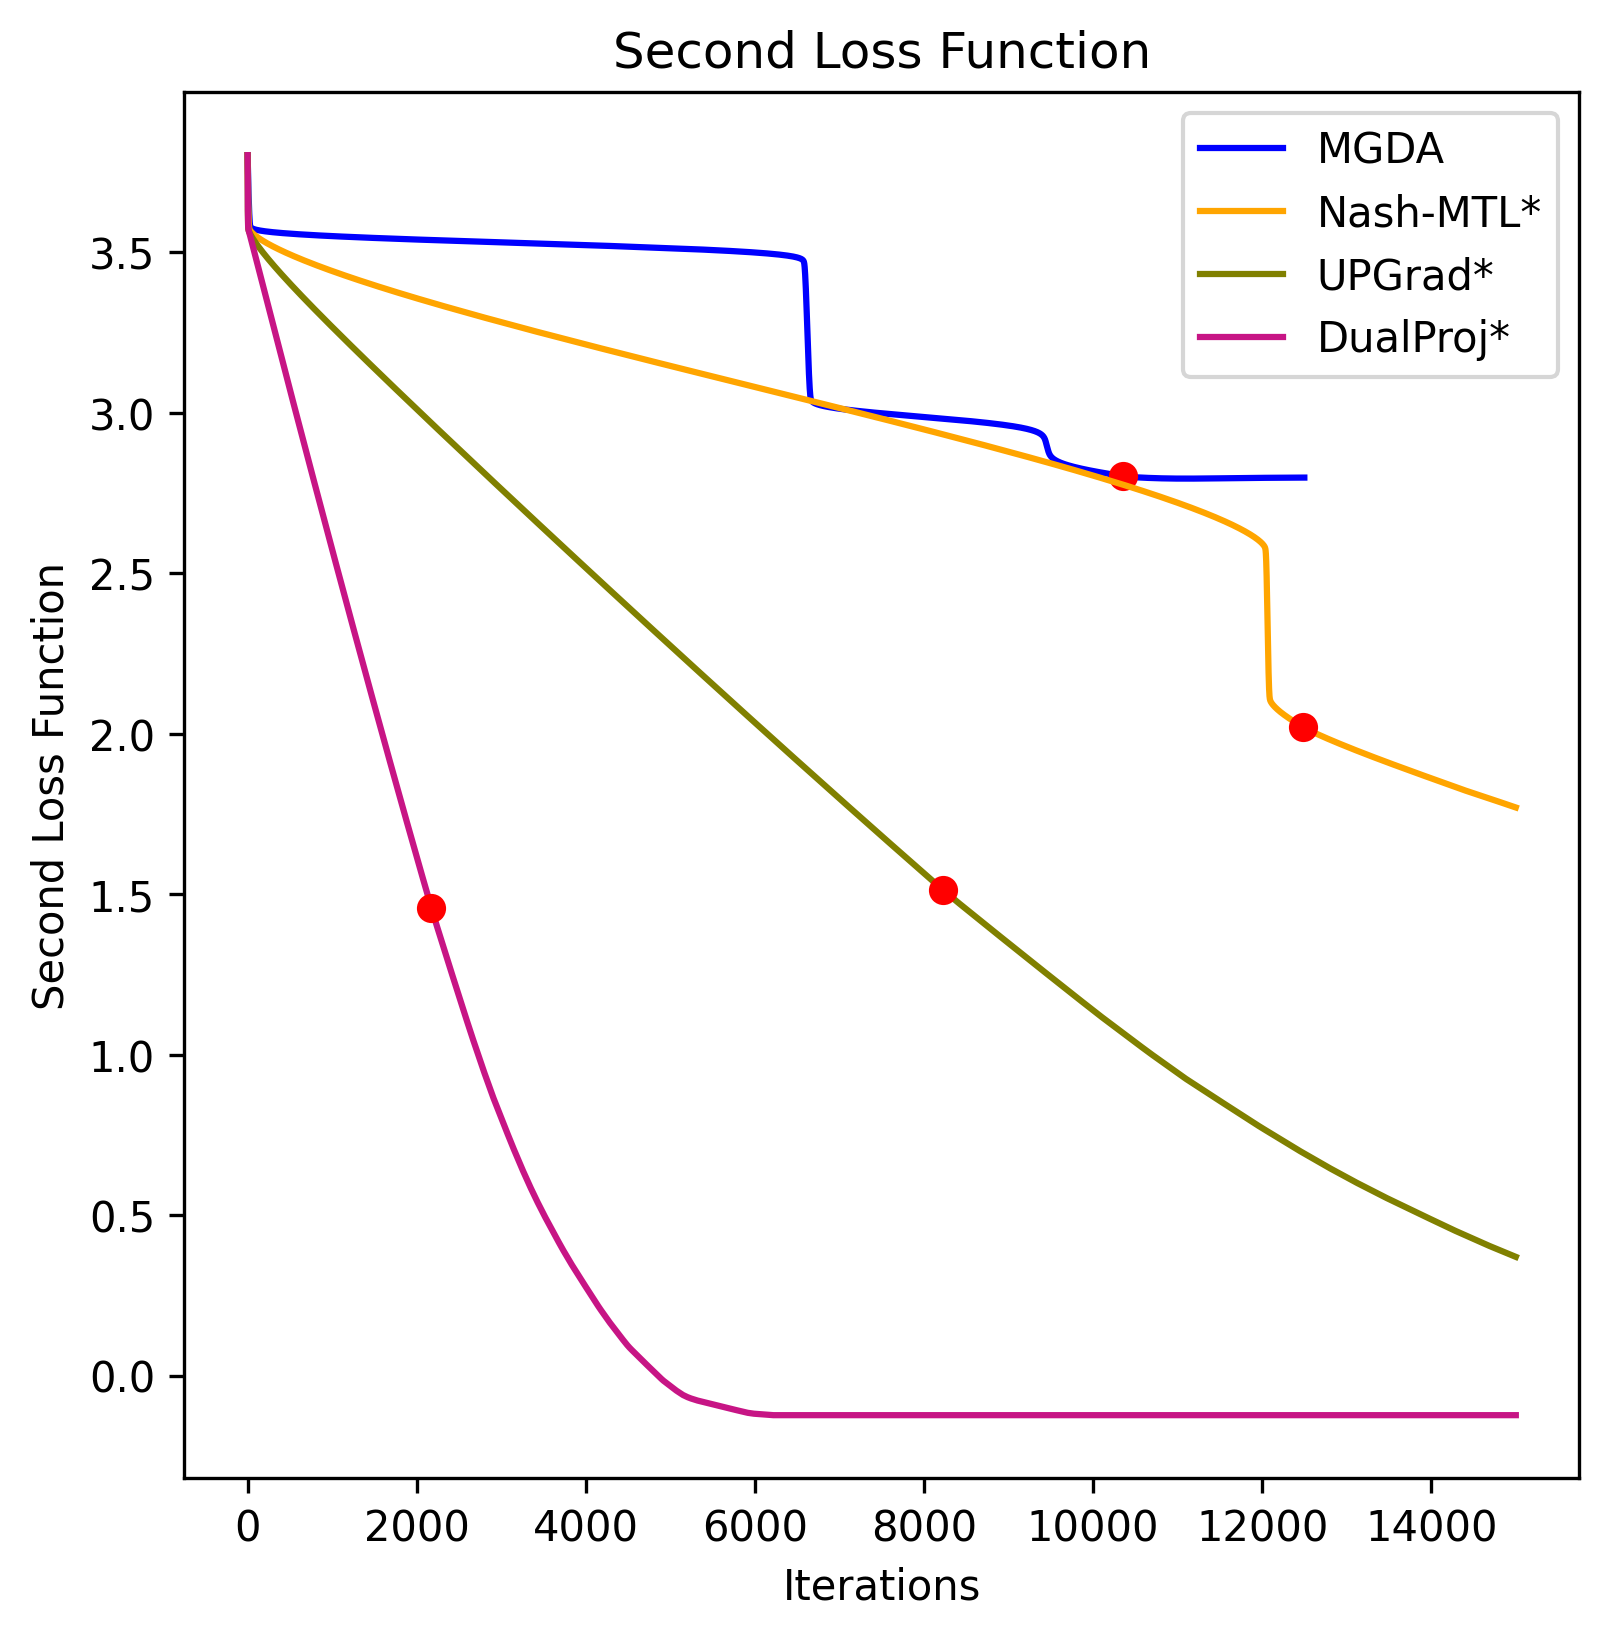 Second Loss Function
MGDA
Nash-MTL*
UPGrad*
DualProj*
Second Loss Function
3.5
3.0
2.5
2.0
1.5
1.0
0.5
0.0
0 2000 4000 6000 8000 10000 12000 14000
Iterations